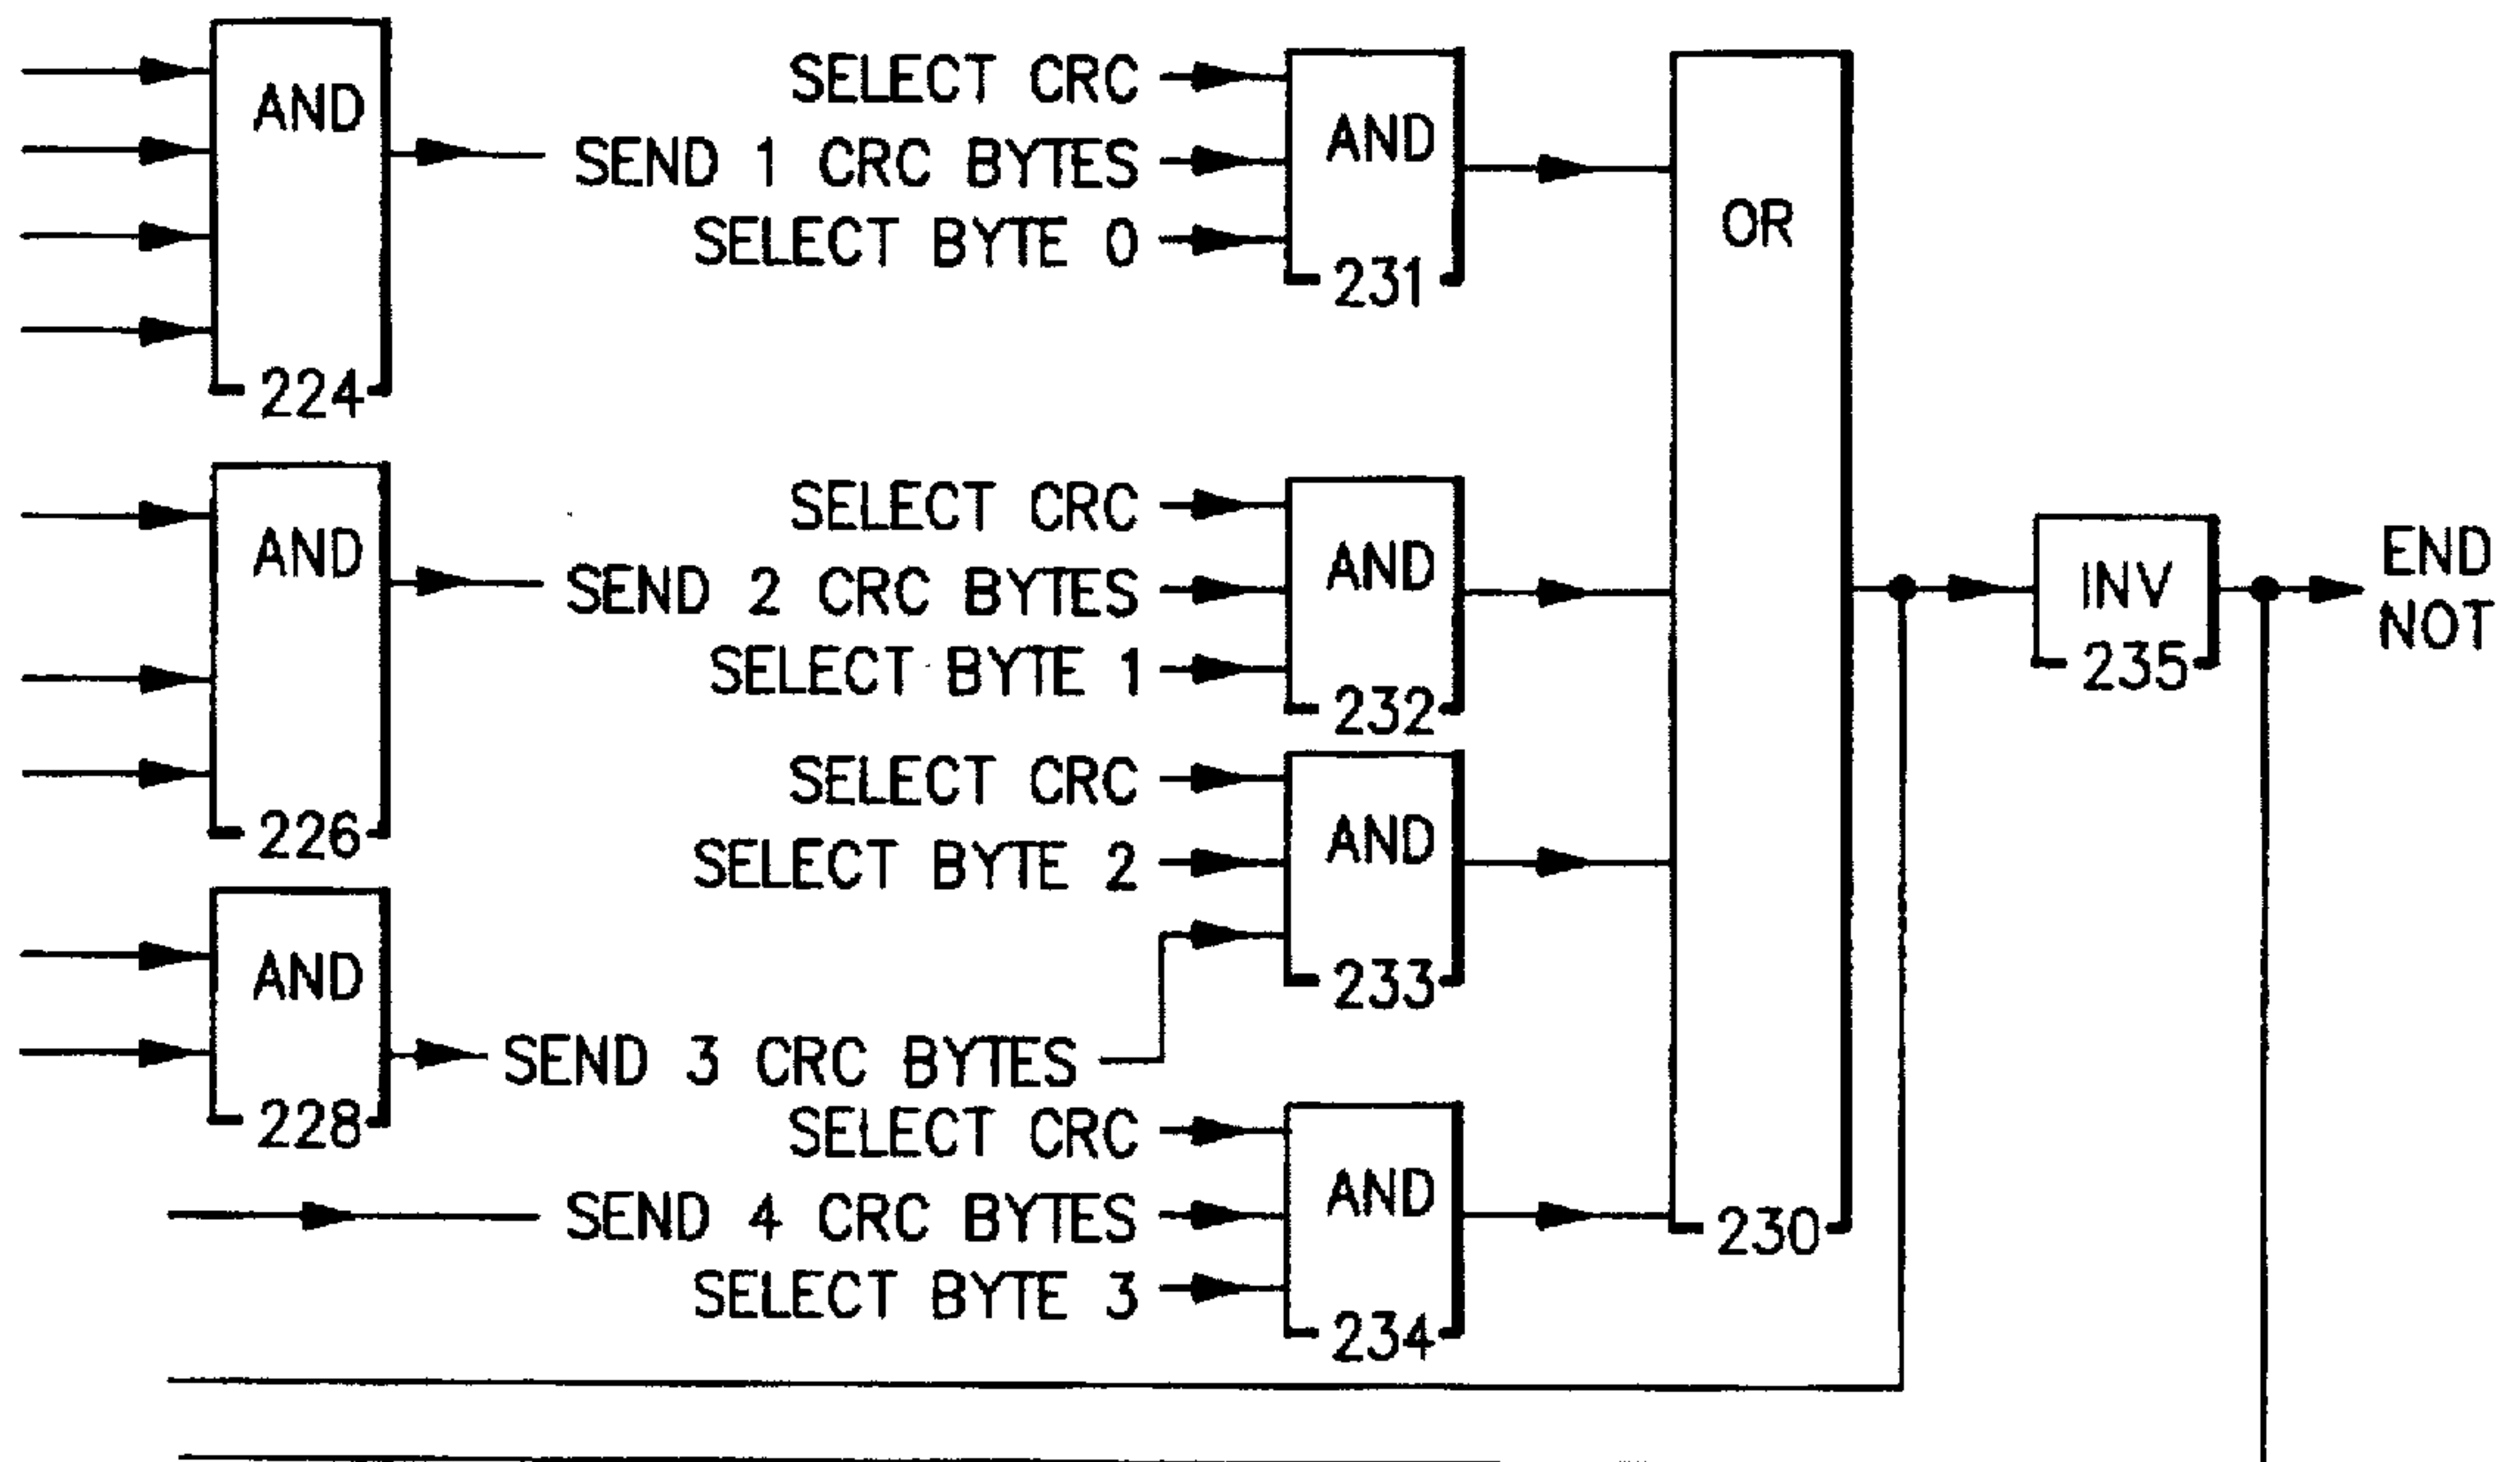 AND
224
SEND 1 CRC BYTES
SELECT CRC
SELECT BYTE 0
AND
231
OR
230
AND
226
SEND 2 CRC BYTES
SELECT CRC
SELECT BYTE 1
AND
232
INV
235
END
NOT
SELECT CRC
SELECT BYTE 2
AND
233
AND
228
SEND 3 CRC BYTES
SELECT CRC
SEND 4 CRC BYTES
SELECT BYTE 3
AND
234